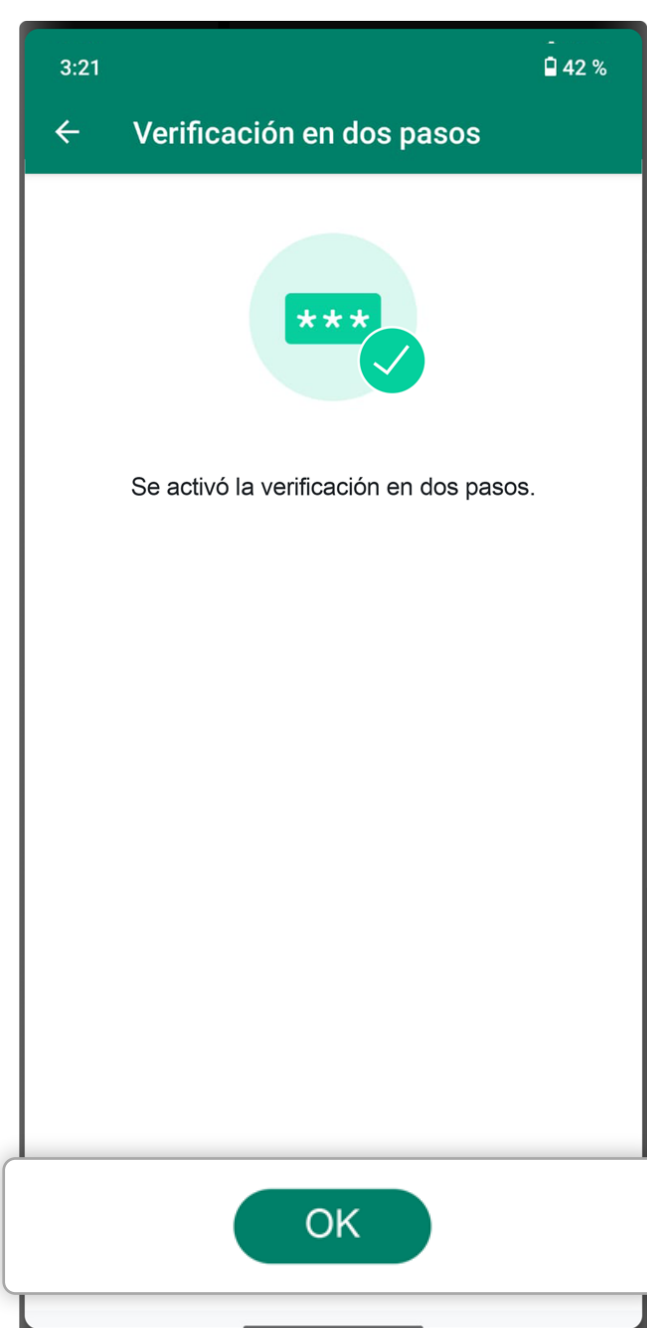 3:21
42 %
Verificación en dos pasos
***
Se activó la verificación en dos pasos.
OK